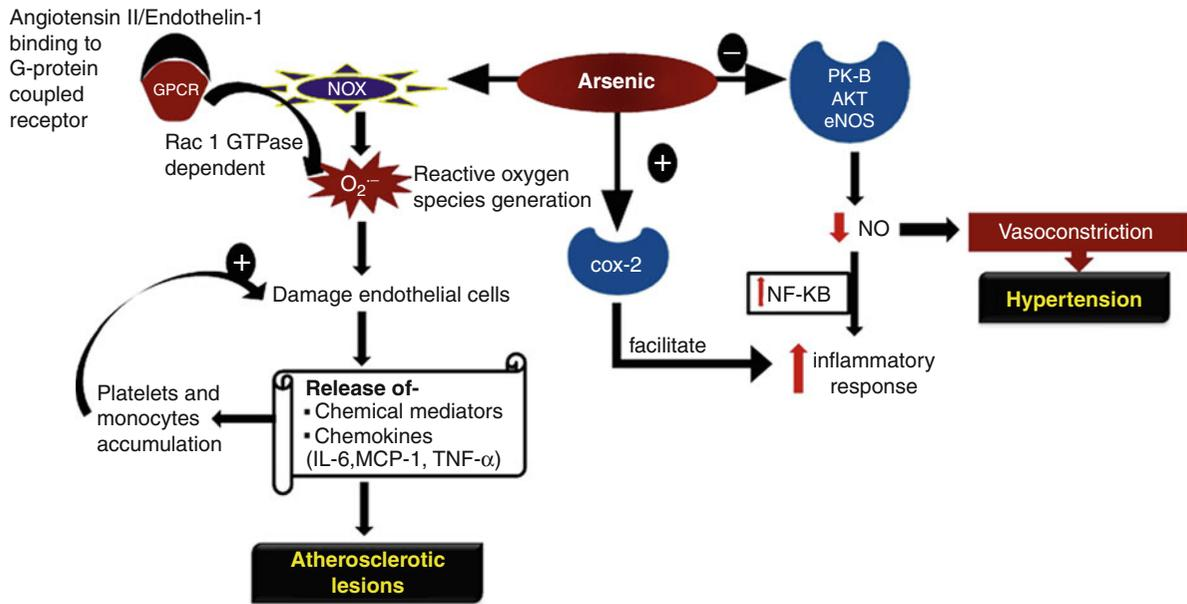 Angiotensin II/Endothelin-1
binding to
G-protein
coupled
receptor
GPCR
NOX
Arsenic
−
PK-B
AKT
eNOS
Rac 1 GTPase
dependent
O₂˙⁻
Reactive oxygen
species generation
+
cox-2
NO
Vasoconstriction
Hypertension
NF-KB
+
Damage endothelial cells
facilitate
inflammatory
response
Platelets and
monocytes
accumulation
Release of-
▪ Chemical mediators
▪ Chemokines
(IL-6,MCP-1, TNF-α)
Atherosclerotic
lesions